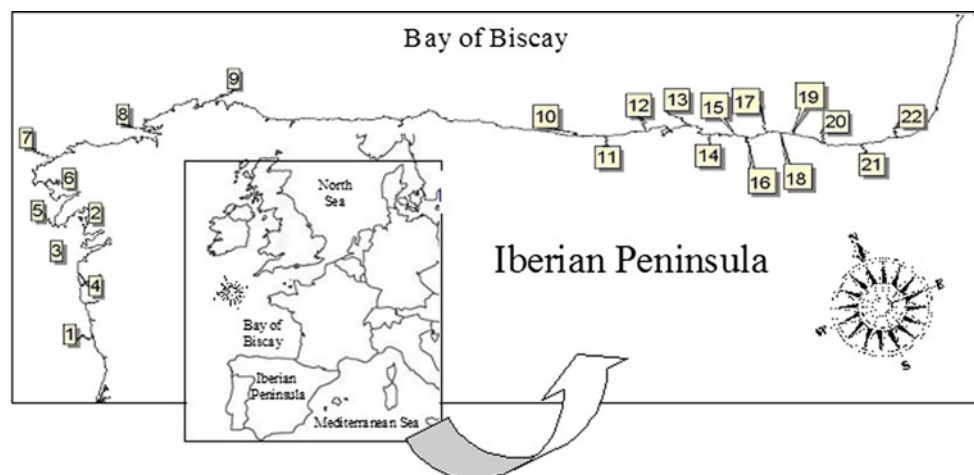 Bay of Biscay
9
7
8
10
12
13
15
17
19
20
22
11
14
16
18
21
6
5
2
3
4
1
North
Sea
Bay of
Biscay
Iberian
Peninsula
Mediterranean Sea
Iberian Peninsula
N
E
W
S